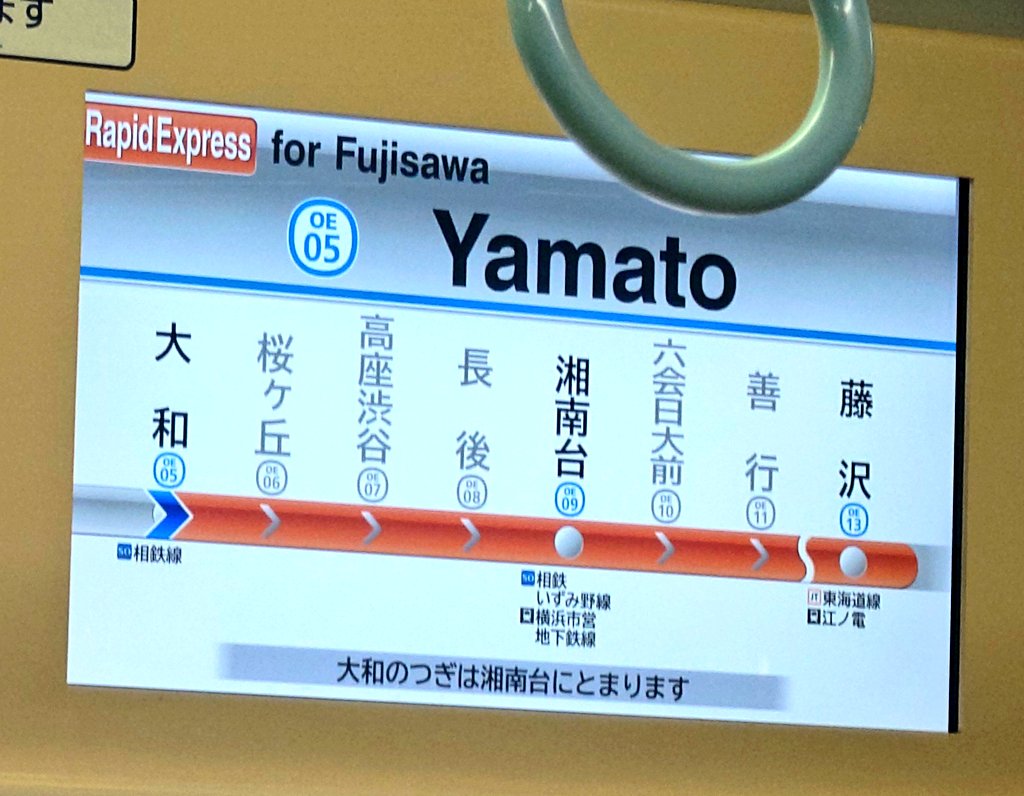 ます
Rapid Express for Fujisawa
OE 05 Yamato
大和
桜ヶ丘
高座渋谷
長後
湘南台
六会日大前
善行
藤沢
OE 05
OE 06
OE 07
OE 08
OE 09
OE 10
OE 11
OE 13
SO 相鉄線
SO 相鉄
いずみ野線
横浜市営
地下鉄線
JT 東海道線
江ノ電
大和のつぎは湘南台にとまります